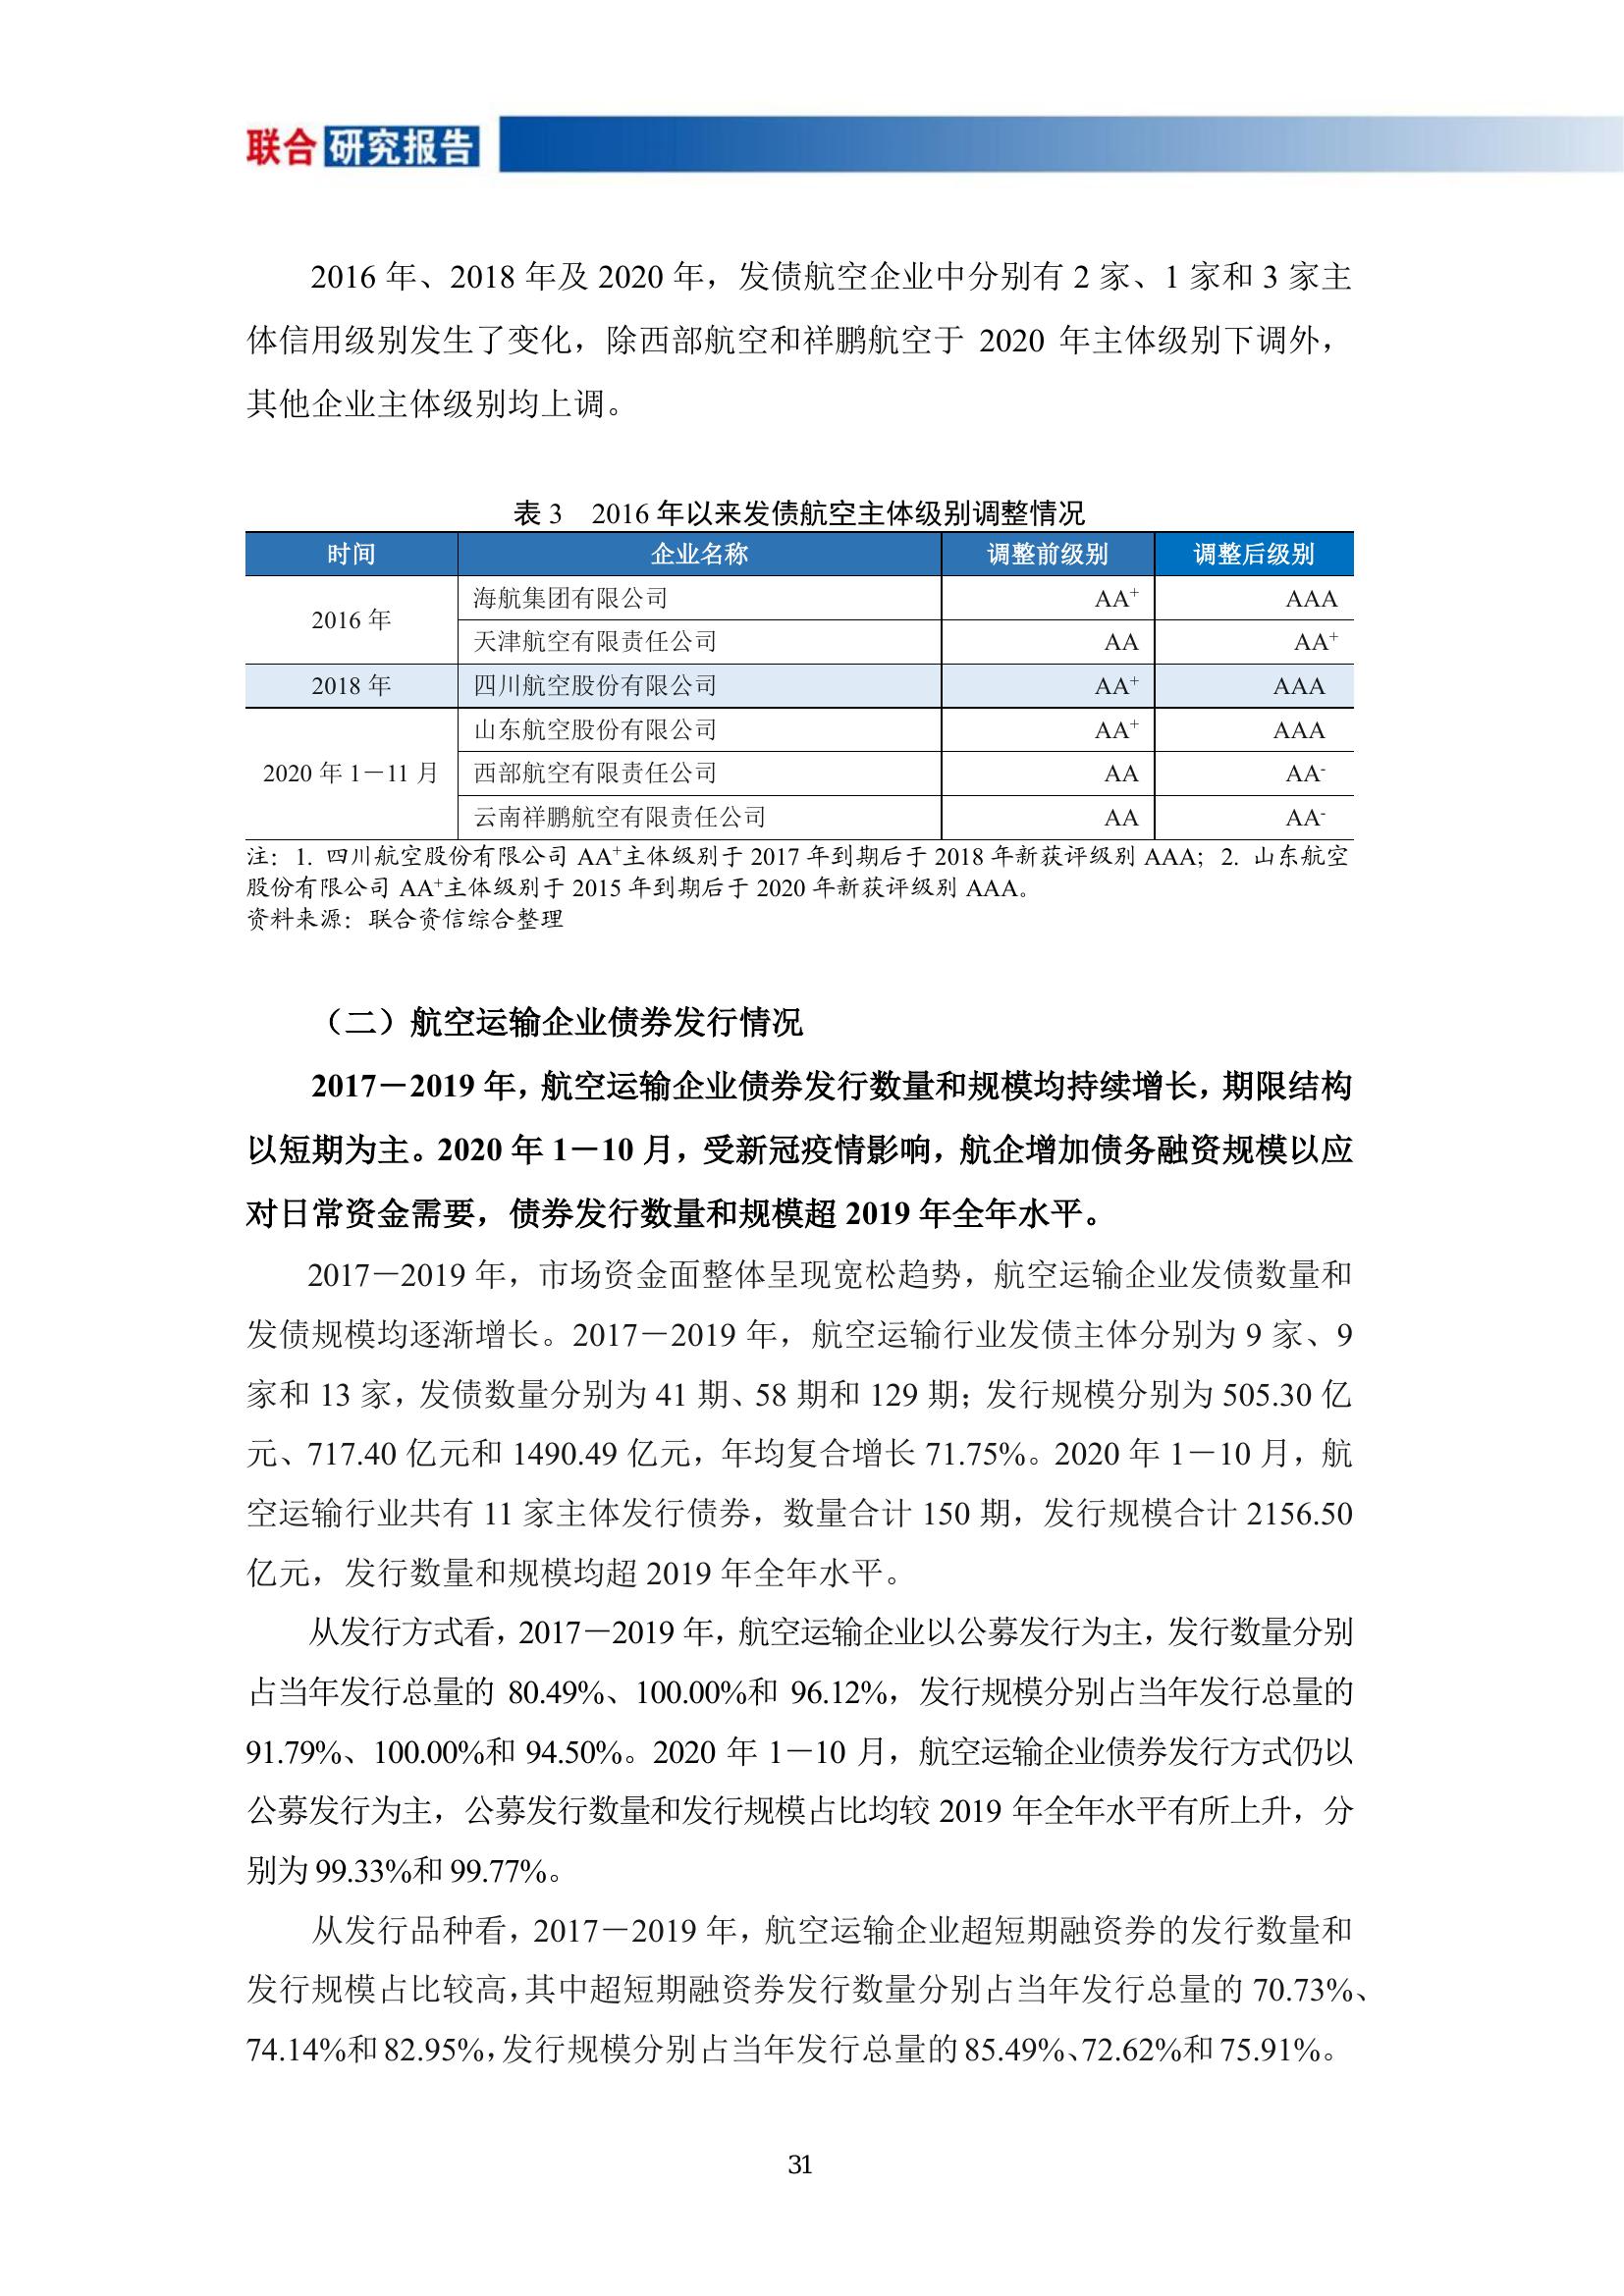 联合 研究报告
2016 年、2018 年及 2020 年，发债航空企业中分别有 2 家、1 家和 3 家主
体信用级别发生了变化，除西部航空和祥鹏航空于 2020 年主体级别下调外，
其他企业主体级别均上调。
表 3 2016 年以来发债航空主体级别调整情况
时间 企业名称 调整前级别 调整后级别
2016 年 海航集团有限公司 AA+ AAA
天津航空有限责任公司 AA AA+
2018 年 四川航空股份有限公司 AA+ AAA
山东航空股份有限公司 AA+ AAA
2020 年 1－11 月 西部航空有限责任公司 AA AA-
云南祥鹏航空有限责任公司 AA AA-
注：1. 四川航空股份有限公司 AA+主体级别于 2017 年到期后于 2018 年新获评级别 AAA；2. 山东航空
股份有限公司 AA+主体级别于 2015 年到期后于 2020 年新获评级别 AAA。
资料来源：联合资信综合整理
（二）航空运输企业债券发行情况
2017－2019 年，航空运输企业债券发行数量和规模均持续增长，期限结构
以短期为主。2020 年 1－10 月，受新冠疫情影响，航企增加债务融资规模以应
对日常资金需要，债券发行数量和规模超 2019 年全年水平。
2017－2019 年，市场资金面整体呈现宽松趋势，航空运输企业发债数量和
发债规模均逐渐增长。2017－2019 年，航空运输行业发债主体分别为 9 家、9
家和 13 家，发债数量分别为 41 期、58 期和 129 期；发行规模分别为 505.30 亿
元、717.40 亿元和 1490.49 亿元，年均复合增长 71.75%。2020 年 1－10 月，航
空运输行业共有 11 家主体发行债券，数量合计 150 期，发行规模合计 2156.50
亿元，发行数量和规模均超 2019 年全年水平。
从发行方式看，2017－2019 年，航空运输企业以公募发行为主，发行数量分别
占当年发行总量的 80.49%、100.00%和 96.12%，发行规模分别占当年发行总量的
91.79%、100.00%和 94.50%。2020 年 1－10 月，航空运输企业债券发行方式仍以
公募发行为主，公募发行数量和发行规模占比均较 2019 年全年水平有所上升，分
别为 99.33%和 99.77%。
从发行品种看，2017－2019 年，航空运输企业超短期融资券的发行数量和
发行规模占比较高，其中超短期融资券发行数量分别占当年发行总量的 70.73%、
74.14%和 82.95%，发行规模分别占当年发行总量的 85.49%、72.62%和 75.91%。
31